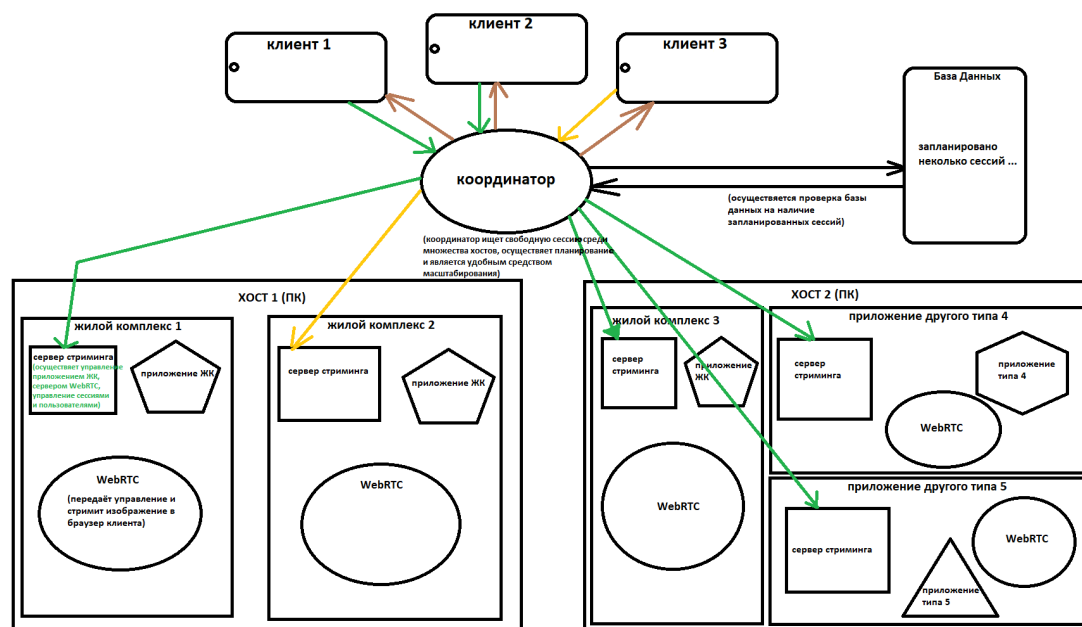 клиент 1
клиент 2
клиент 3
База Данных
запланировано
неколько сессий ...
координатор
(осуществяется проверка базы
данных на наличие
запланированных сессий)
(координатор ищет свободную сессию среди
множества хостов, осуществляет планирование
и является удобным средством
масштабирования)
ХОСТ 1 (ПК)
жилой комплекс 1
сервер стриминга
(осуществяет управление
приложением ЖК,
сервером WebRTC,
управление сессиями
и пользователями)
приложение ЖК
WebRTC
(передаёт управление и
стримит изображение в
браузер клиента)
жилой комплекс 2
сервер стриминга
приложение ЖК
WebRTC
ХОСТ 2 (ПК)
жилой комплекс 3
сервер
стриминга
приложение
ЖК
WebRTC
приложение другого типа 4
сервер
стриминга
приложение
типа 4
WebRTC
приложение другого типа 5
сервер стриминга
приложение
типа 5
WebRTC